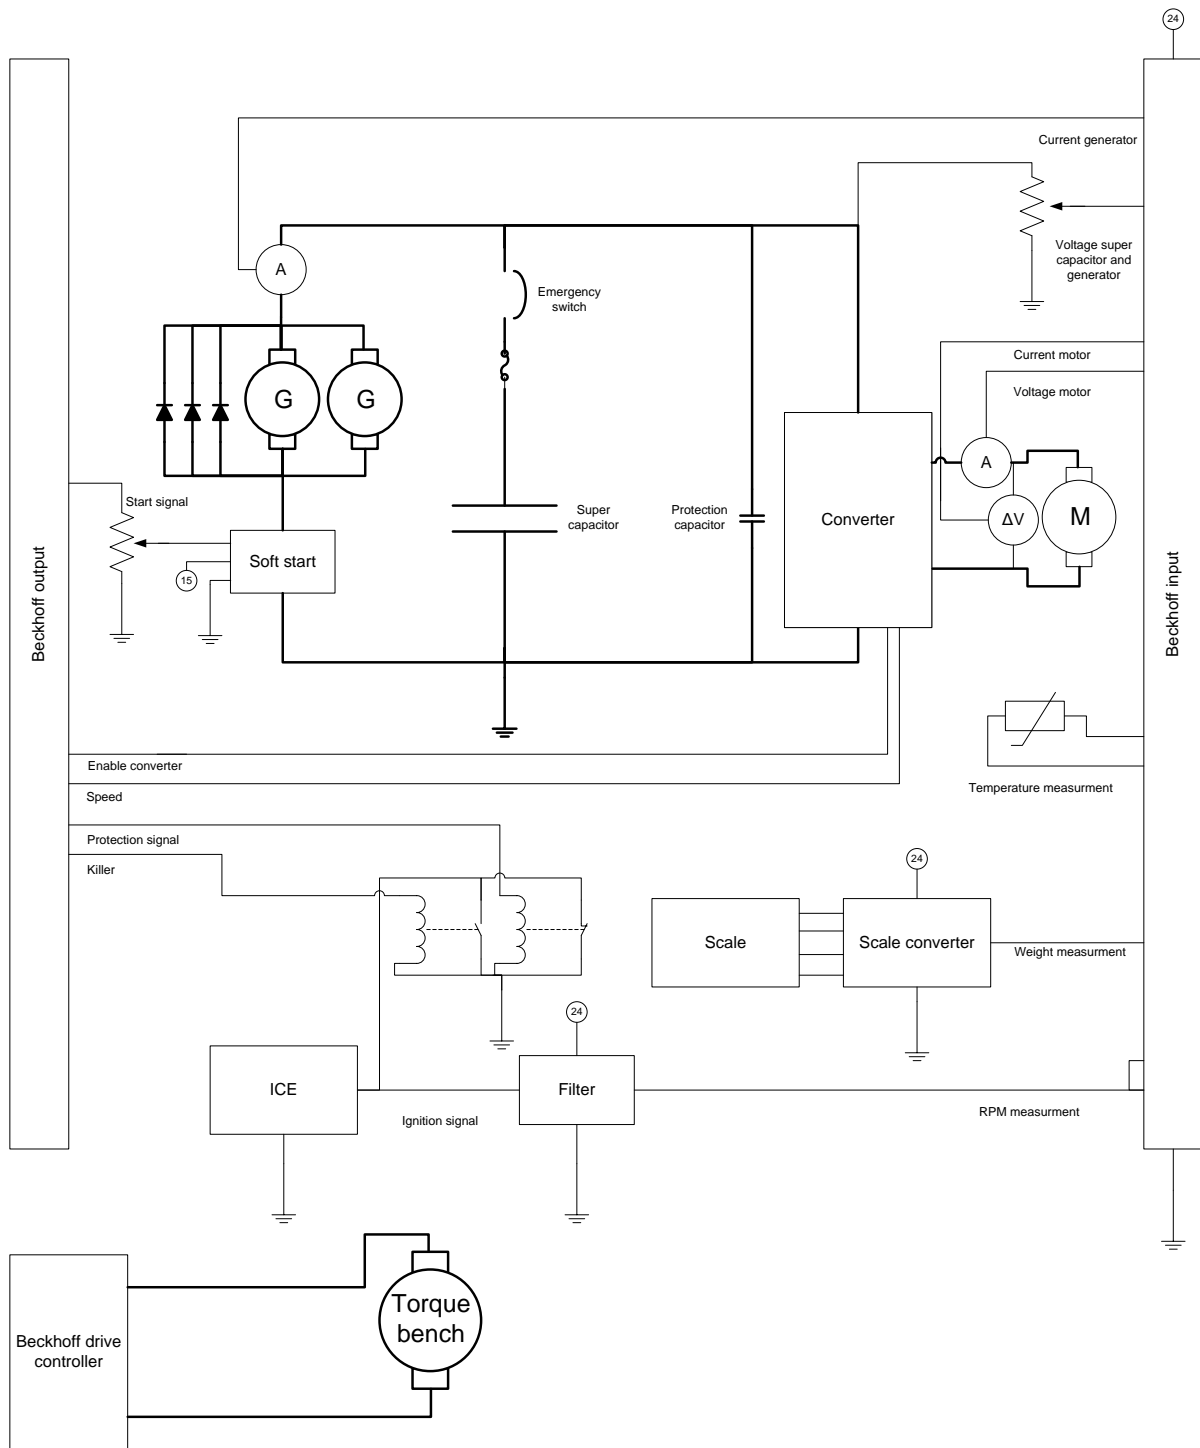 24
Current generator
Voltage super
capacitor and
generator
A
Emergency
switch
Current motor
Voltage motor
G
G
A
Start signal
Super
capacitor
Protection
capacitor
Converter
ΔV
M
Soft start
15
Beckhoff output
Beckhoff input
Enable converter
Speed
Temperature measurment
Protection signal
Killer
24
Scale
Scale converter
Weight measurment
24
ICE
Filter
Ignition signal
RPM measurment
Torque
bench
Beckhoff drive
controller